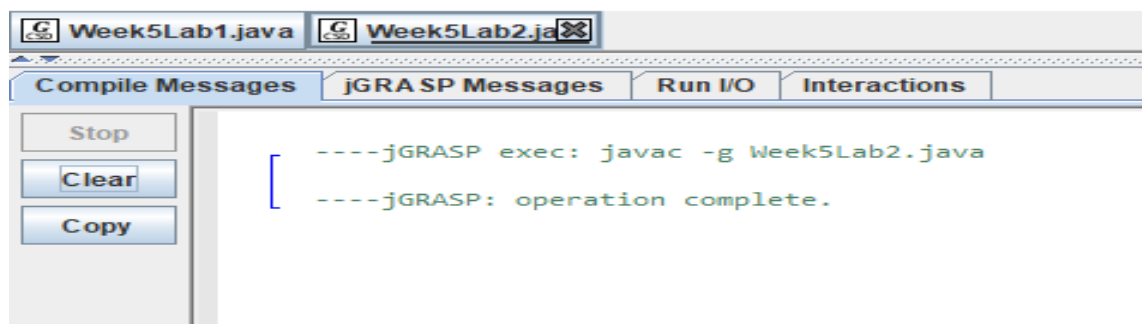 Week5Lab1.java Week5Lab2.ja
Compile Messages jGRASP Messages Run I/O Interactions
Stop
----jGRASP exec: javac -g Week5Lab2.java
Clear
----jGRASP: operation complete.
Copy